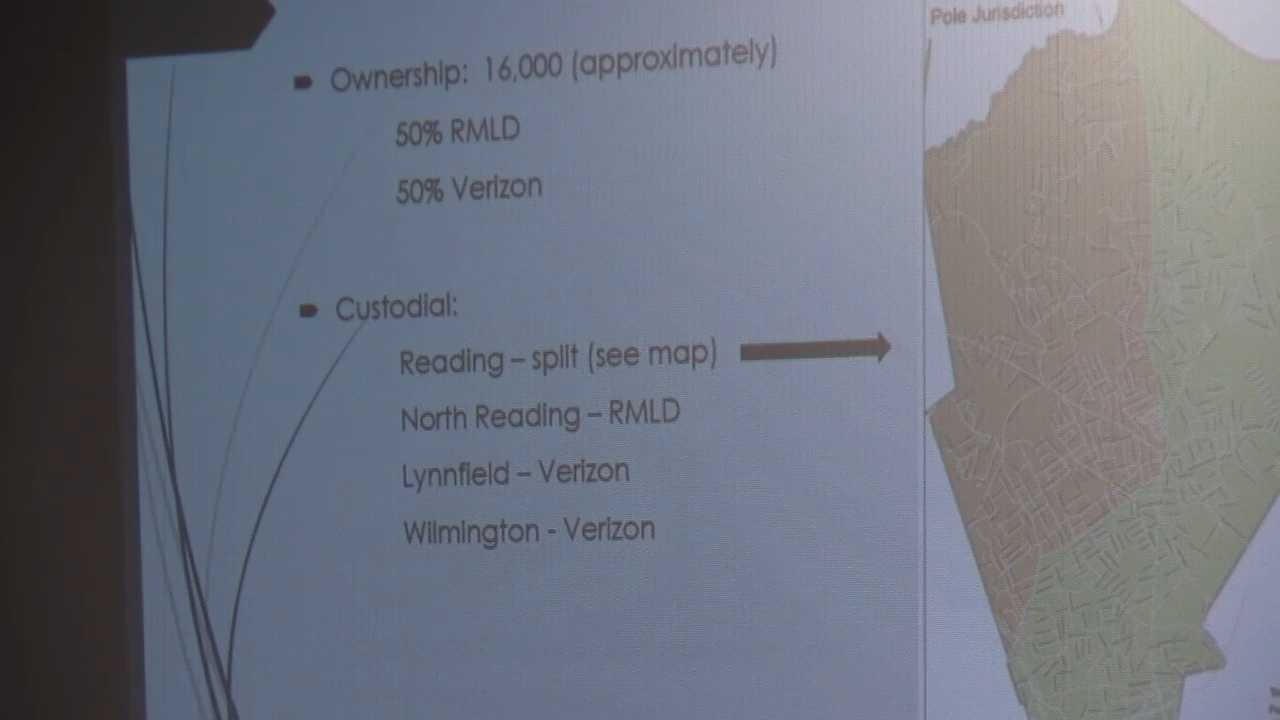 Pole Jurisdiction
Ownership: 16,000 (approximately)
50% RMLD
50% Verizon
Custodial:
Reading – split (see map)
North Reading – RMLD
Lynnfield – Verizon
Wilmington - Verizon